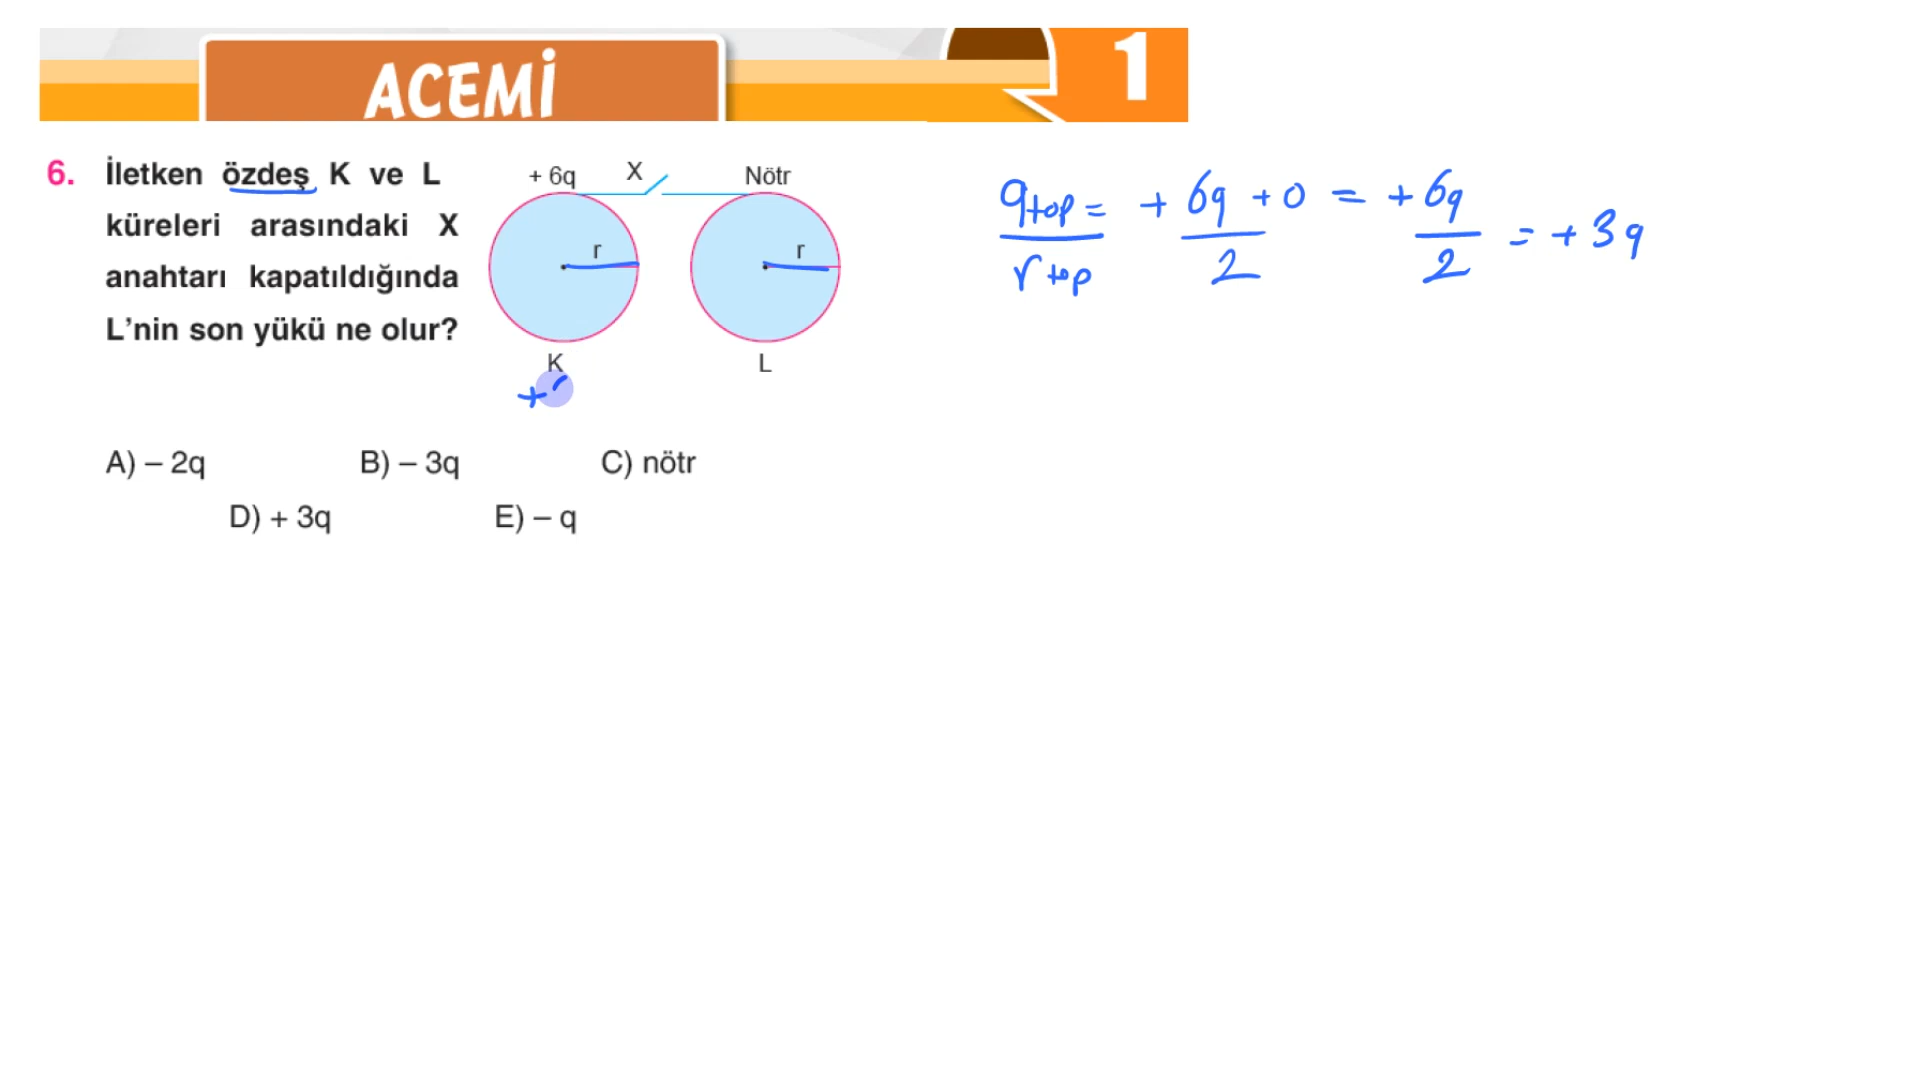 ACEMİ
1
6. İletken özdeş K ve L
küreleri arasındaki X
anahtarı kapatıldığında
L’nin son yükü ne olur?
+ 6q X Nötr
r r
K L
+
A) – 2q B) – 3q C) nötr
D) + 3q E) – q
qtop = + 6q + 0 = + 6q
rtop 2 2 = + 3q